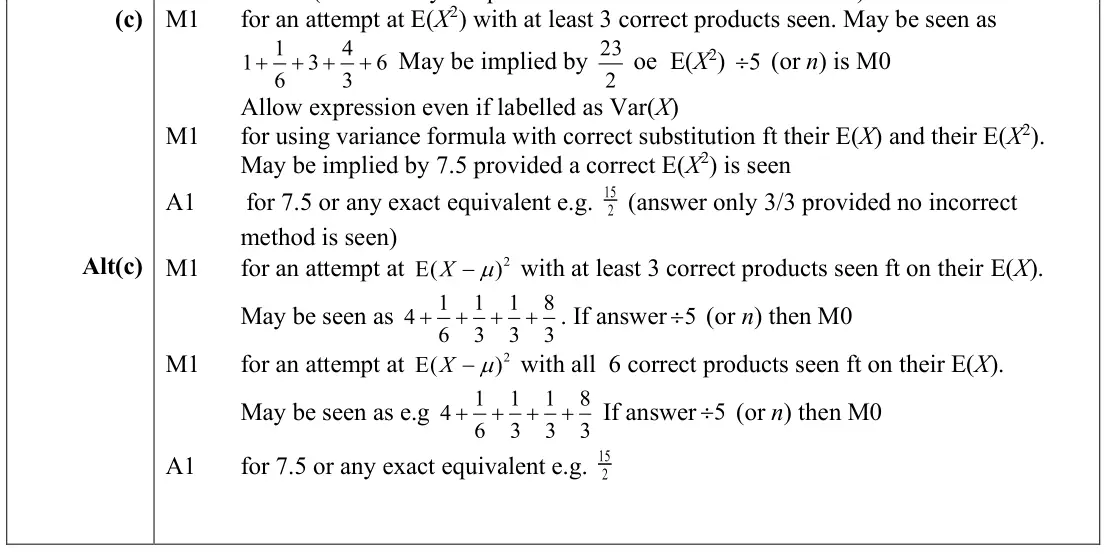 (c) M1 for an attempt at E(X²) with at least 3 correct products seen. May be seen as
1 + 1/6 + 3 + 4/3 + 6 May be implied by 23/2 oe E(X²) ÷5 (or n) is M0
Allow expression even if labelled as Var(X)
M1 for using variance formula with correct substitution ft their E(X) and their E(X²).
May be implied by 7.5 provided a correct E(X²) is seen
A1 for 7.5 or any exact equivalent e.g. 15/2 (answer only 3/3 provided no incorrect
method is seen)
Alt(c) M1 for an attempt at E(X − μ)² with at least 3 correct products seen ft on their E(X).
May be seen as 4 + 1/6 + 1/3 + 1/3 + 8/3. If answer ÷5 (or n) then M0
M1 for an attempt at E(X − μ)² with all 6 correct products seen ft on their E(X).
May be seen as e.g 4 + 1/6 + 1/3 + 1/3 + 8/3 If answer ÷5 (or n) then M0
A1 for 7.5 or any exact equivalent e.g. 15/2